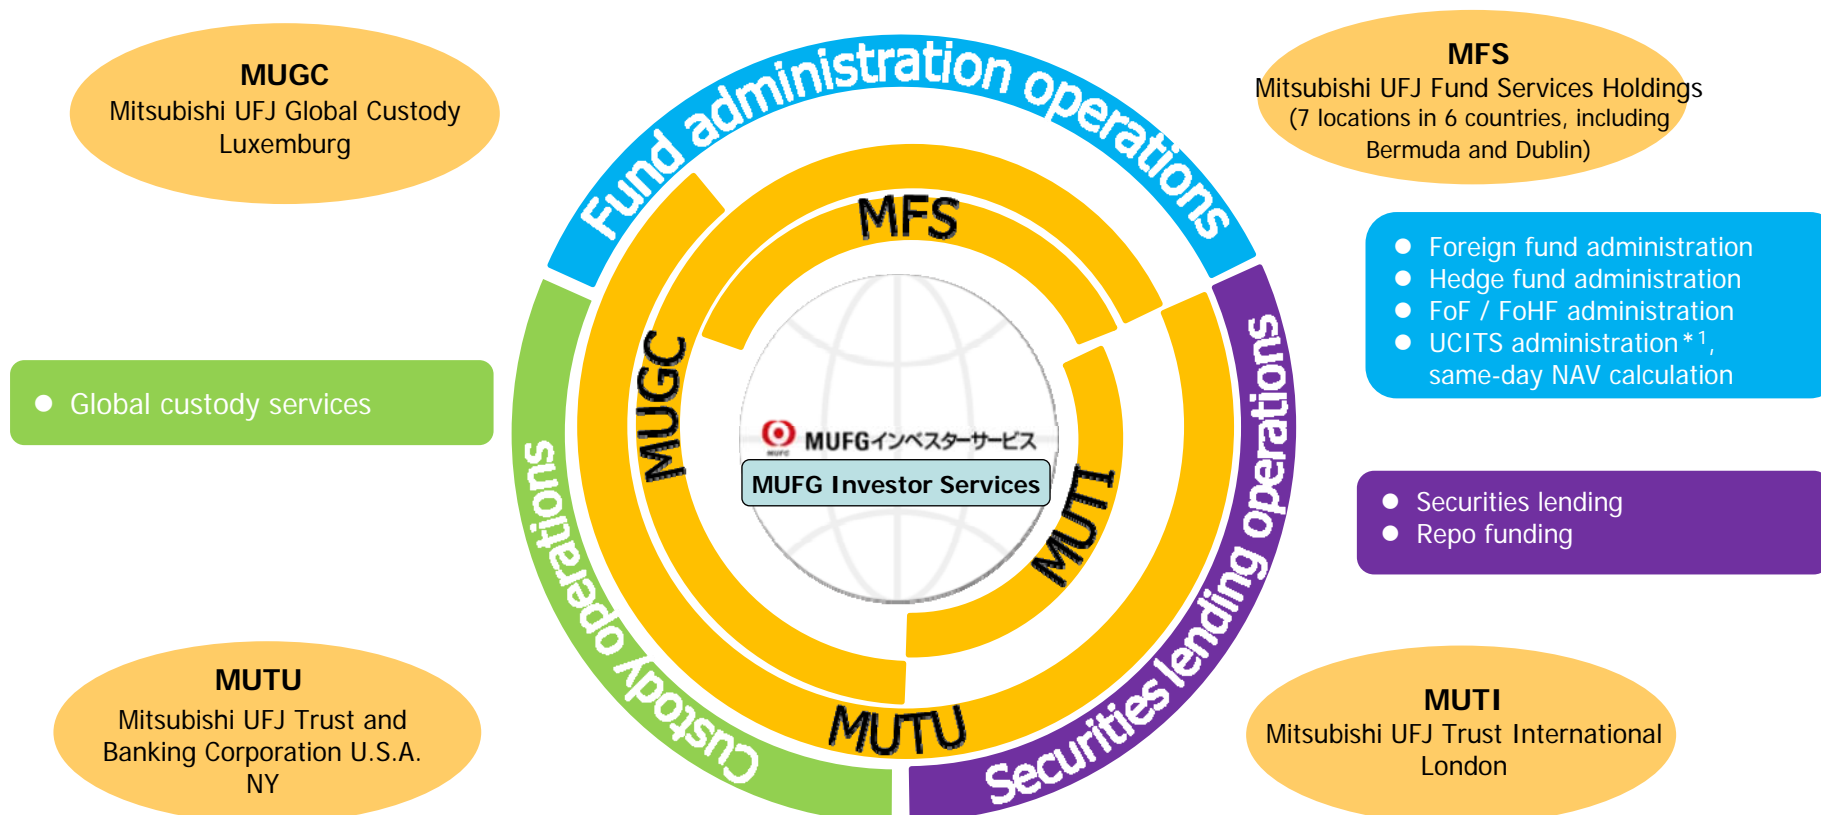 MUGC
Mitsubishi UFJ Global Custody
Luxemburg
MFS
Mitsubishi UFJ Fund Services Holdings
(7 locations in 6 countries, including
Bermuda and Dublin)
Fund administration operations
MFS
● Foreign fund administration
● Hedge fund administration
● FoF / FoHF administration
● UCITS administration*1,
same-day NAV calculation
● Global custody services
MUGC
MUFG
MUFGインベスターサービス
MUFG Investor Services
MUTI
Custody operations
Securities lending operations
● Securities lending
● Repo funding
MUTU
MUTU
Mitsubishi UFJ Trust and
Banking Corporation U.S.A.
NY
MUTI
Mitsubishi UFJ Trust International
London